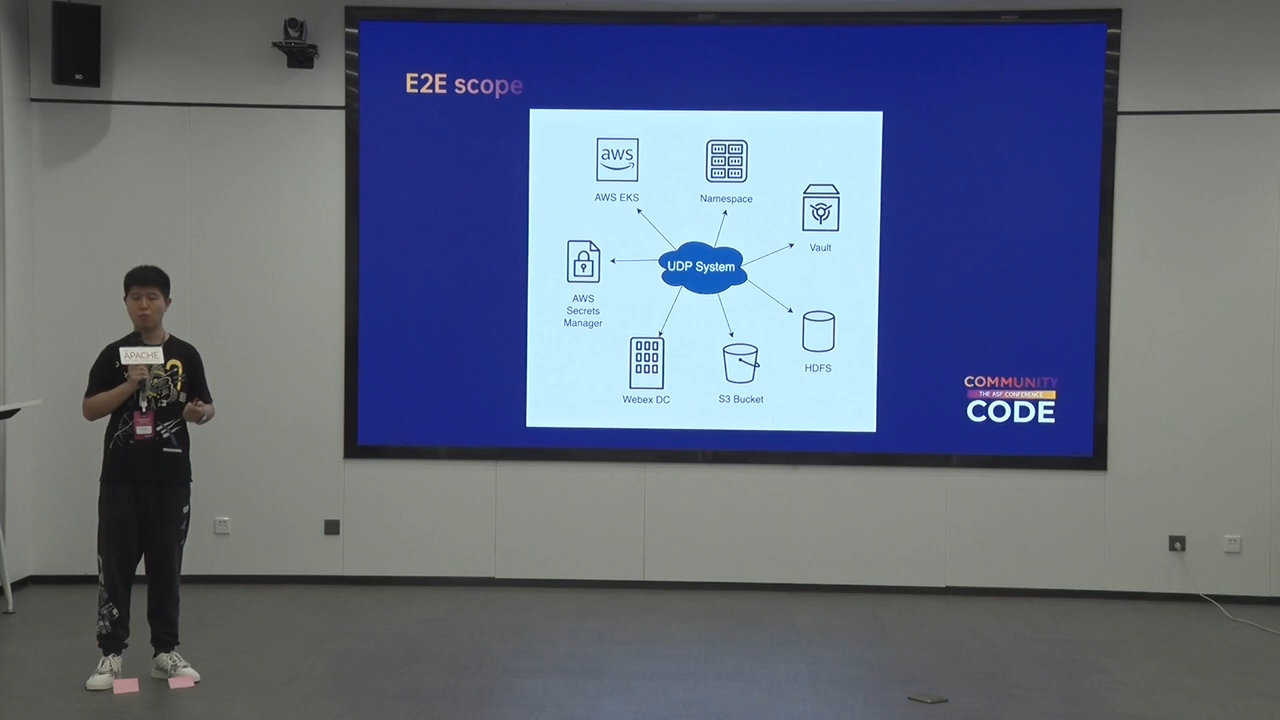 E2E scope
aws
AWS EKS
Namespace
Vault
UDP System
AWS
Secrets
Manager
HDFS
Webex DC
S3 Bucket
COMMUNITY
THE ASF CONFERENCE
CODE
APACHE